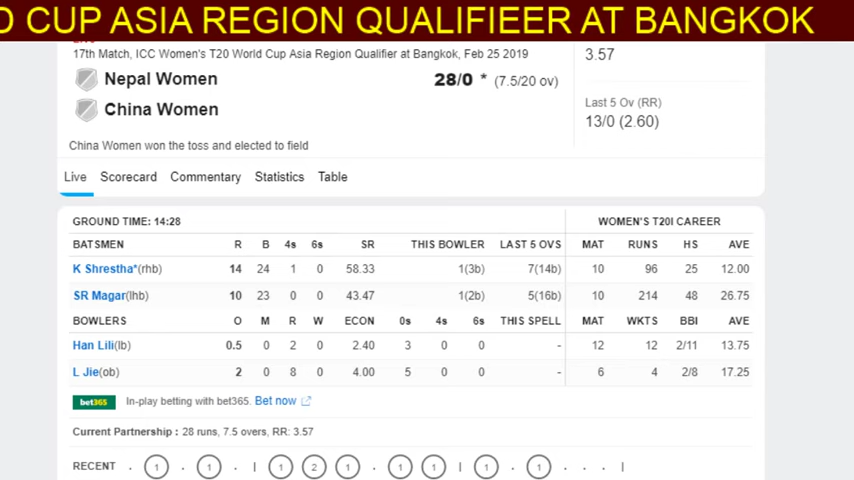 D CUP ASIA REGION QUALIFIEER AT BANGKOK
17th Match, ICC Women's T20 World Cup Asia Region Qualifier at Bangkok, Feb 25 2019
3.57
Nepal Women 28/0 * (7.5/20 ov)
China Women
Last 5 Ov (RR)
13/0 (2.60)
China Women won the toss and elected to field
Live Scorecard Commentary Statistics Table
GROUND TIME: 14:28 WOMEN'S T20I CAREER
BATSMEN R B 4s 6s SR THIS BOWLER LAST 5 OVS MAT RUNS HS AVE
K Shrestha*(rhb) 14 24 1 0 58.33 1(3b) 7(14b) 10 96 25 12.00
SR Magar(lhb) 10 23 0 0 43.47 1(2b) 5(16b) 10 214 48 26.75
BOWLERS O M R W ECON 0s 4s 6s THIS SPELL MAT WKTS BBI AVE
Han Lili(lb) 0.5 0 2 0 2.40 3 0 0 - 12 12 2/11 13.75
L Jie(ob) 2 0 8 0 4.00 5 0 0 - 6 4 2/8 17.25
bet365 In-play betting with bet365. Bet now
Current Partnership : 28 runs, 7.5 overs, RR: 3.57
RECENT . 1 . 1 . | 1 2 1 . 1 1 | 1 . 1 . . . |